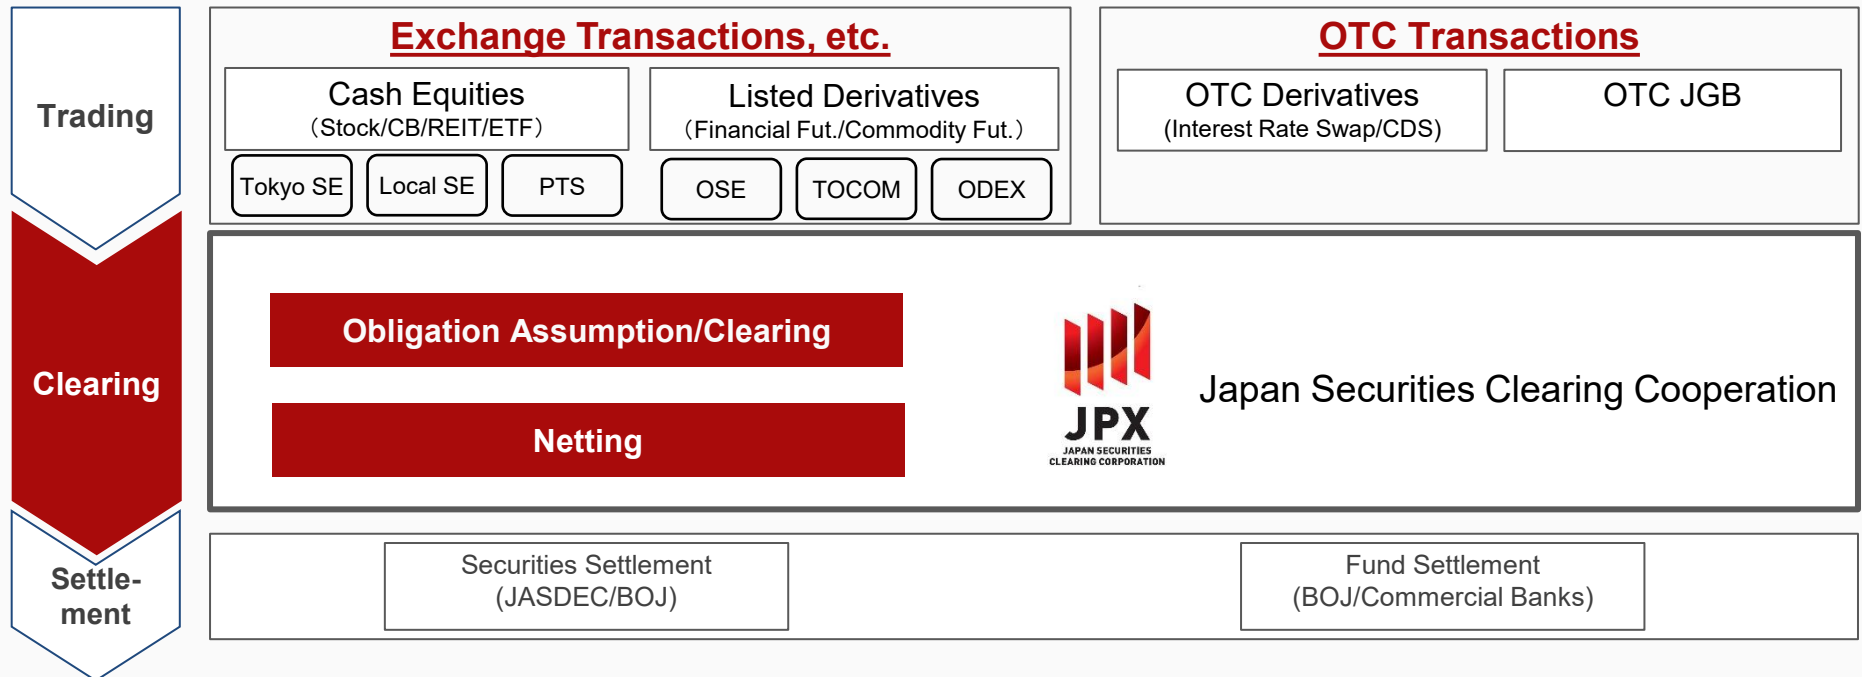 Trading
Exchange Transactions, etc.
Cash Equities
（Stock/CB/REIT/ETF）
Listed Derivatives
（Financial Fut./Commodity Fut.）
Tokyo SE
Local SE
PTS
OSE
TOCOM
ODEX
OTC Transactions
OTC Derivatives
(Interest Rate Swap/CDS)
OTC JGB
Clearing
Obligation Assumption/Clearing
Netting
JPX
JAPAN SECURITIES
CLEARING CORPORATION
Japan Securities Clearing Cooperation
Settle-
ment
Securities Settlement
(JASDEC/BOJ)
Fund Settlement
(BOJ/Commercial Banks)